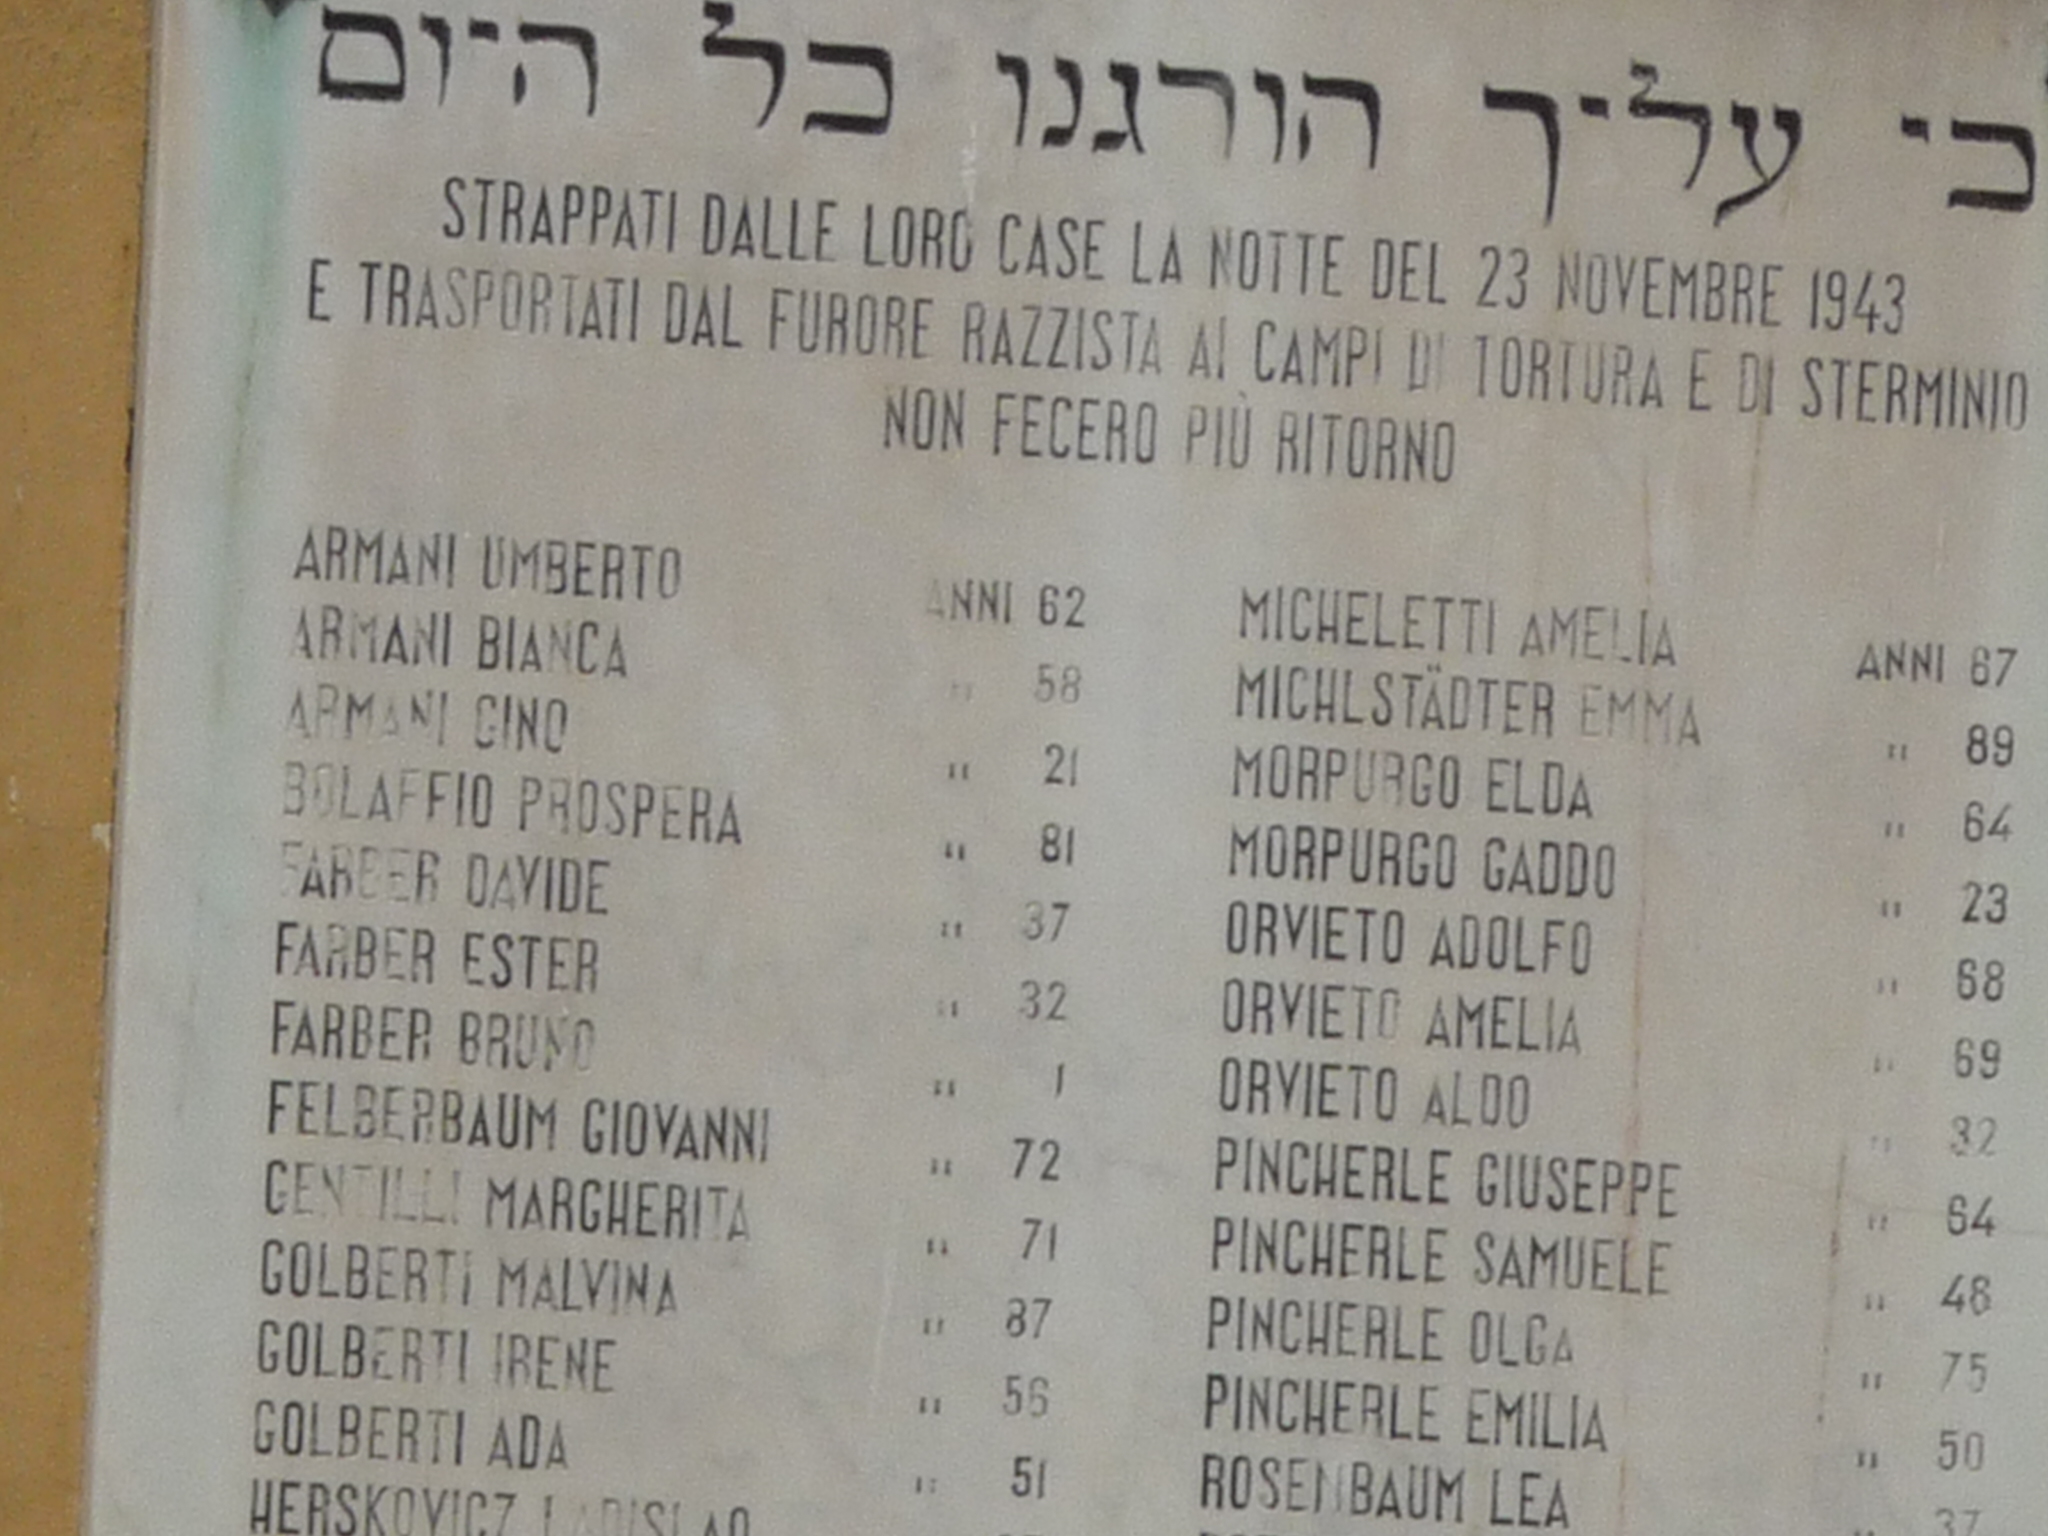 כי עליך הורגנו כל היום
STRAPPATI DALLE LORO CASE LA NOTTE DEL 23 NOVEMBRE 1943
E TRASPORTATI DAL FURORE RAZZISTA AI CAMPI DI TORTURA E DI STERMINIO
NON FECERO PIÙ RITORNO
ARMANI UMBERTO ANNI 62
ARMANI BIANCA " 58
ARMANI GINO " 21
BOLAFFIO PROSPERA " 81
FARBER DAVIDE " 37
FARBER ESTER " 32
FARBER BRUNO " 1
FELBERBAUM GIOVANNI " 72
GENTILLI MARGHERITA " 71
GOLBERTI MALVINA " 87
GOLBERTI IRENE " 56
GOLBERTI ADA " 51
HERSKOVICZ LADISLAO
MICHELETTI AMELIA ANNI 67
MICHLSTÄDTER EMMA " 89
MORPURGO ELDA " 64
MORPURGO GADDO " 23
ORVIETO ADOLFO " 68
ORVIETO AMELIA " 69
ORVIETO ALDO " 32
PINCHERLE GIUSEPPE " 64
PINCHERLE SAMUELE " 46
PINCHERLE OLGA " 75
PINCHERLE EMILIA " 50
ROSENBAUM LEA " 37